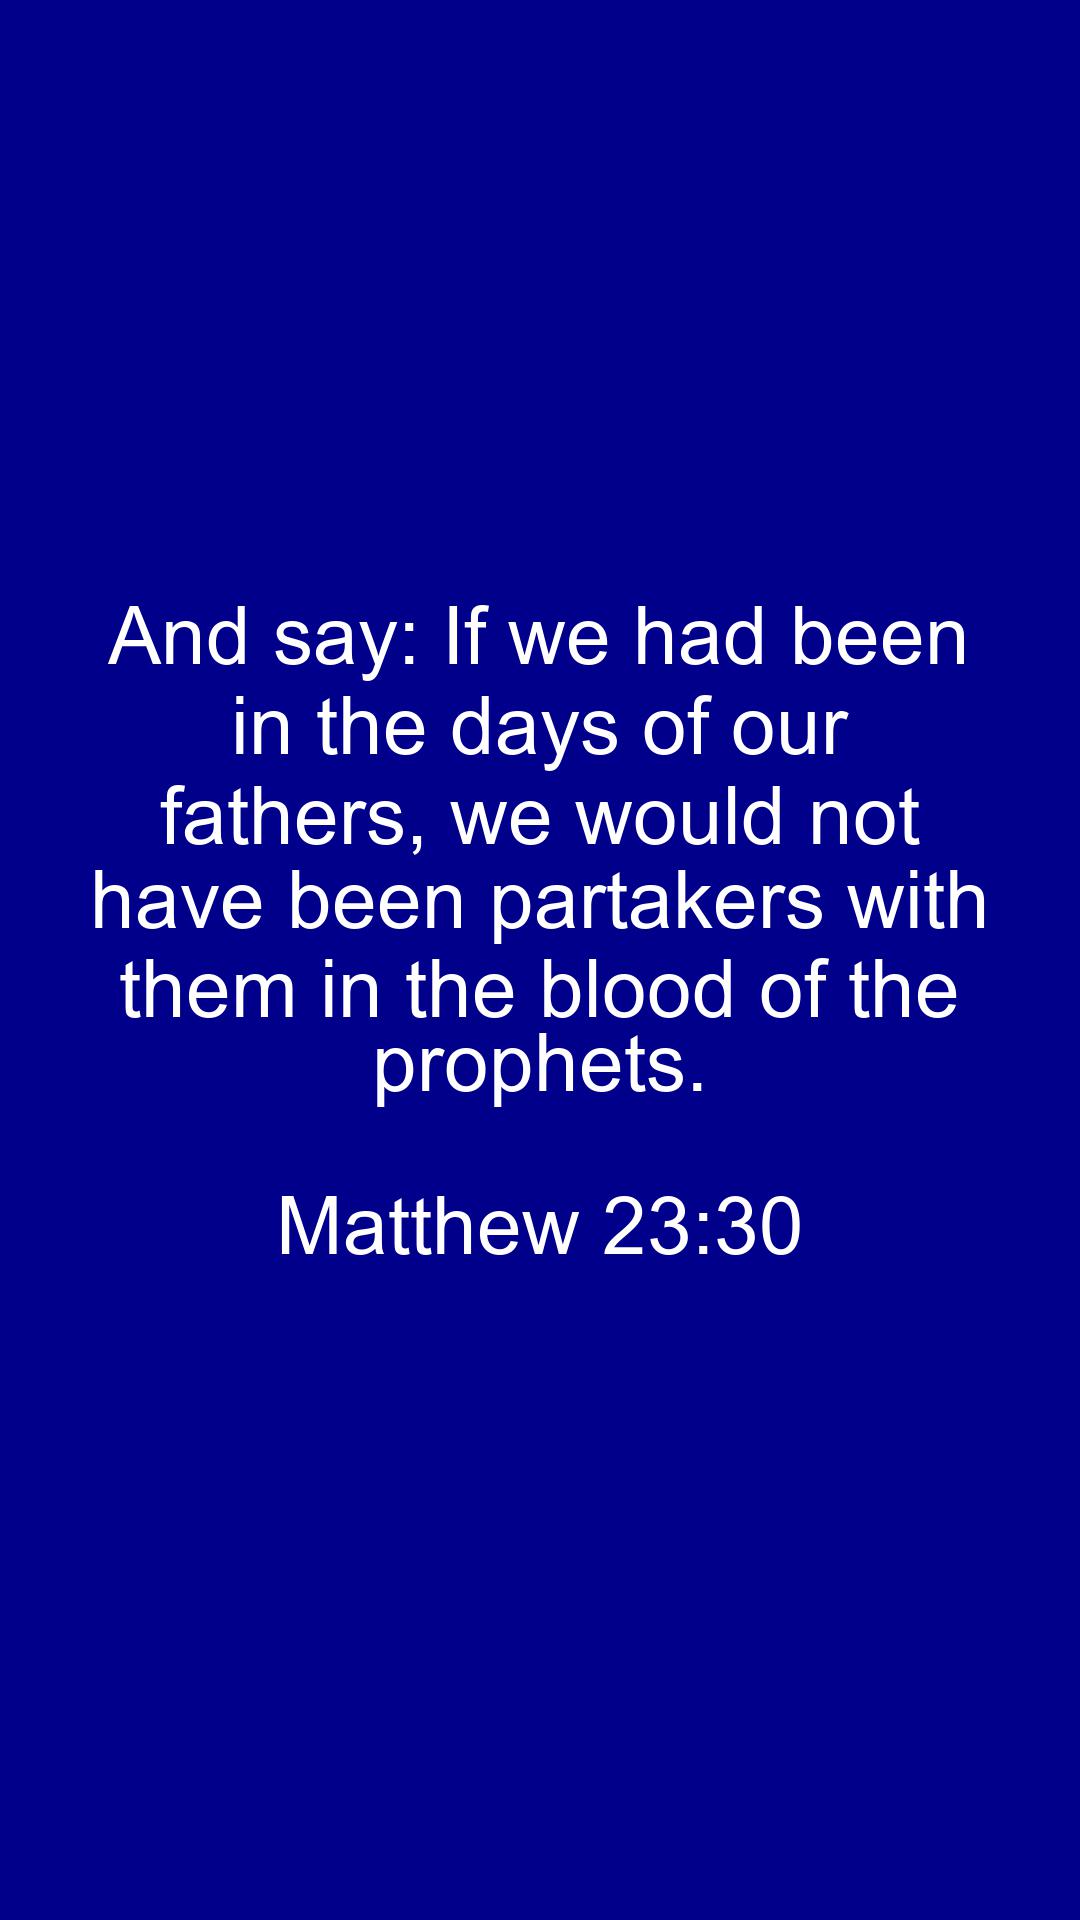 And say: If we had been
in the days of our
fathers, we would not
have been partakers with
them in the blood of the
prophets.
Matthew 23:30